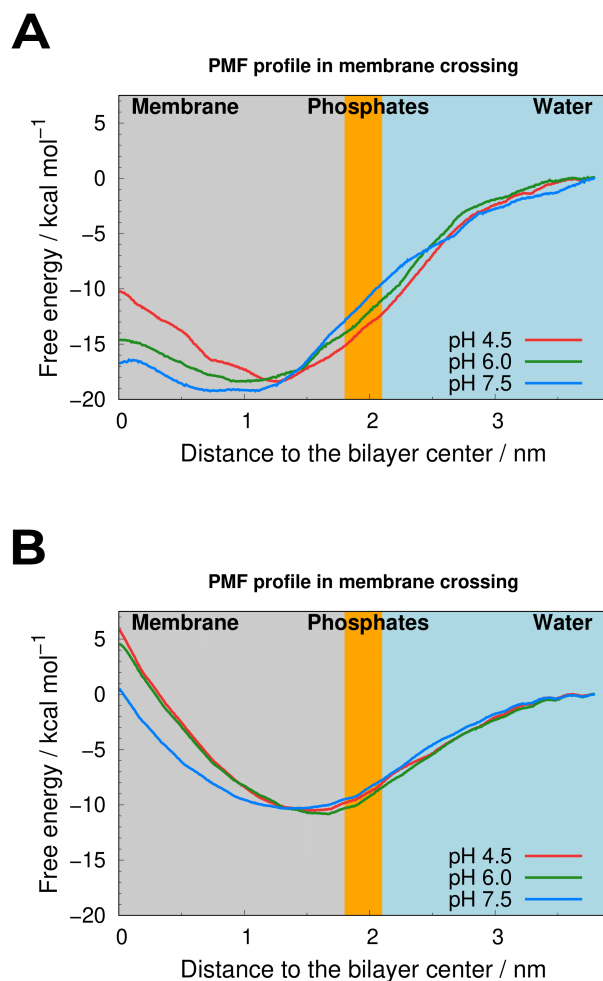 A
PMF profile in membrane crossing
Membrane Phosphates Water
5
0
−5
−10
−15
−20
Free energy / kcal mol⁻¹
pH 4.5
pH 6.0
pH 7.5
0 1 2 3
Distance to the bilayer center / nm
B
PMF profile in membrane crossing
Membrane Phosphates Water
5
0
−5
−10
−15
−20
Free energy / kcal mol⁻¹
pH 4.5
pH 6.0
pH 7.5
0 1 2 3
Distance to the bilayer center / nm